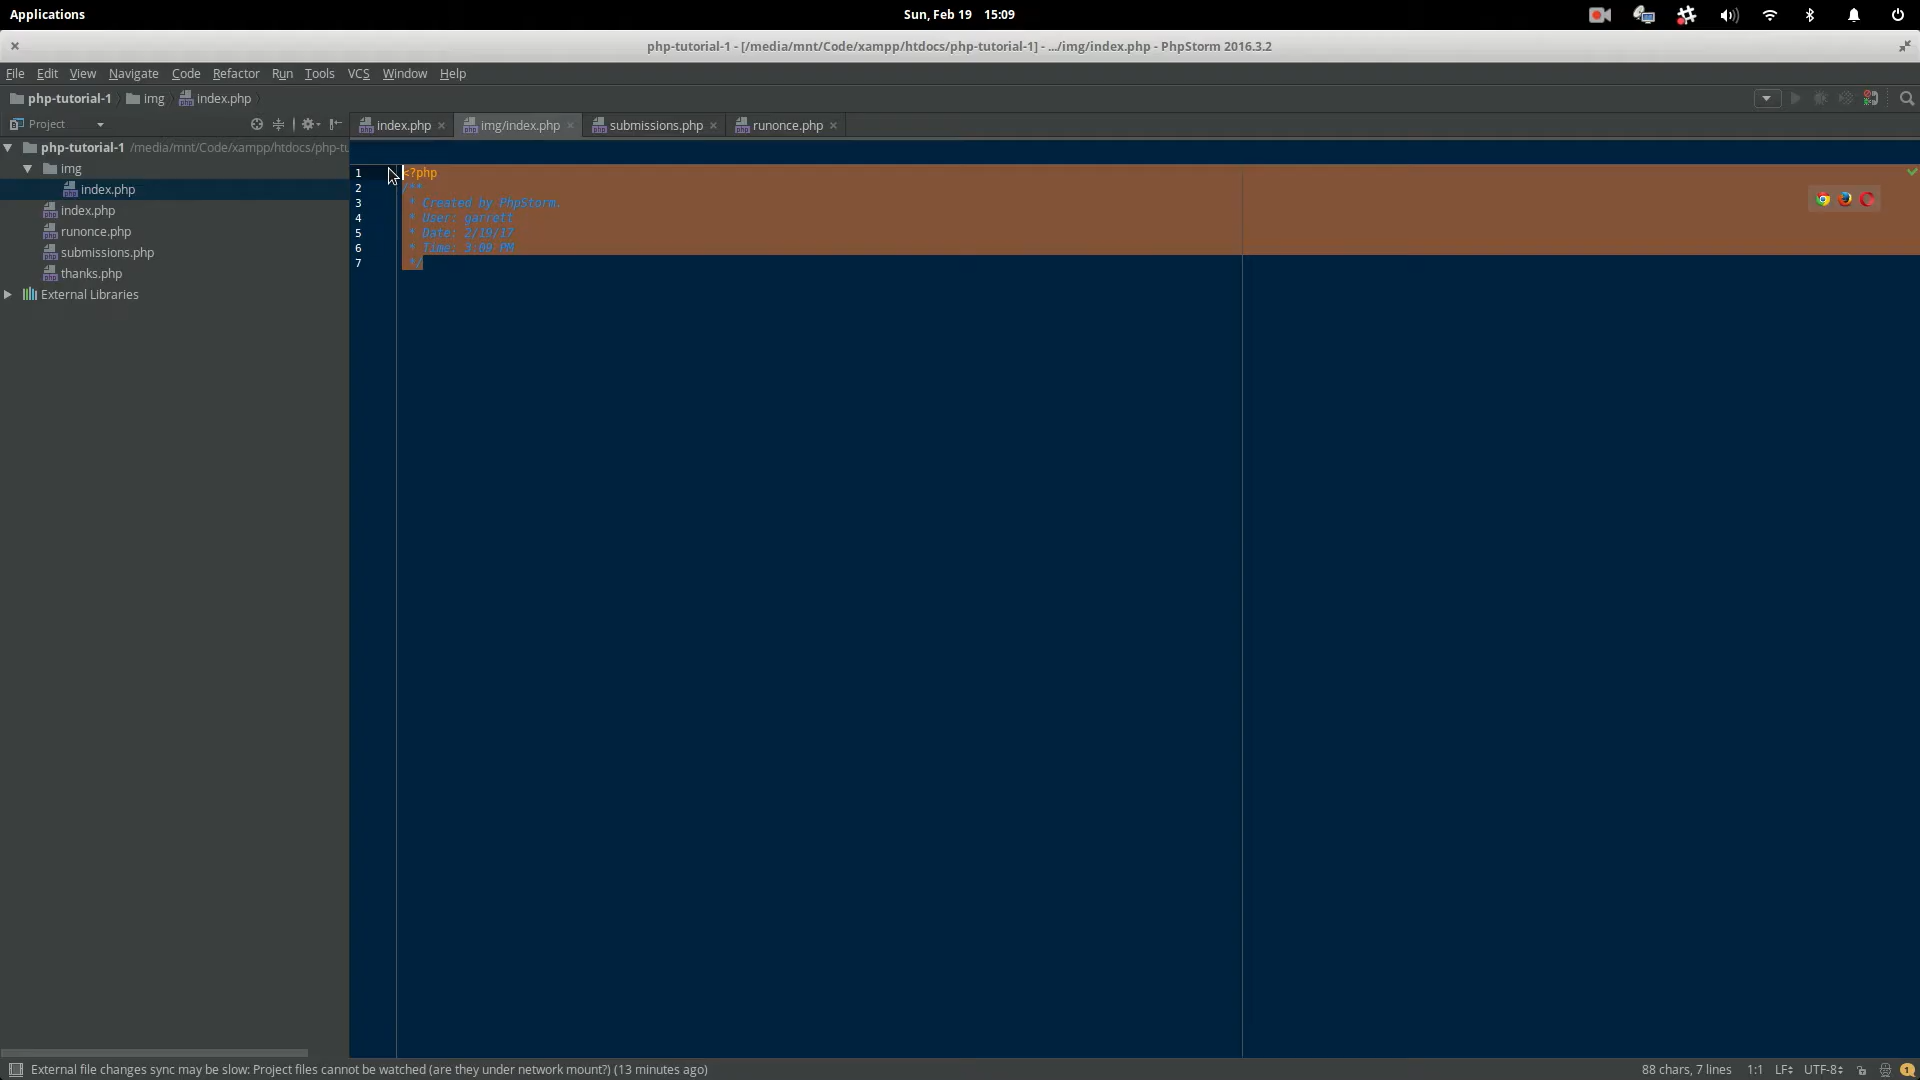 Applications
Sun, Feb 19 15:09
php-tutorial-1 - [/media/mnt/Code/xampp/htdocs/php-tutorial-1] - .../img/index.php - PhpStorm 2016.3.2
File Edit View Navigate Code Refactor Run Tools VCS Window Help
php-tutorial-1 img index.php
Project
index.php img/index.php submissions.php runonce.php
php-tutorial-1 /media/mnt/Code/xampp/htdocs/php-tu
img
index.php
index.php
runonce.php
submissions.php
thanks.php
External Libraries
1 <?php
2 /**
3 * Created by PhpStorm.
4 * User: garrett
5 * Date: 2/19/17
6 * Time: 3:09 PM
7 */
External file changes sync may be slow: Project files cannot be watched (are they under network mount?) (13 minutes ago)
88 chars, 7 lines 1:1 LF UTF-8 1